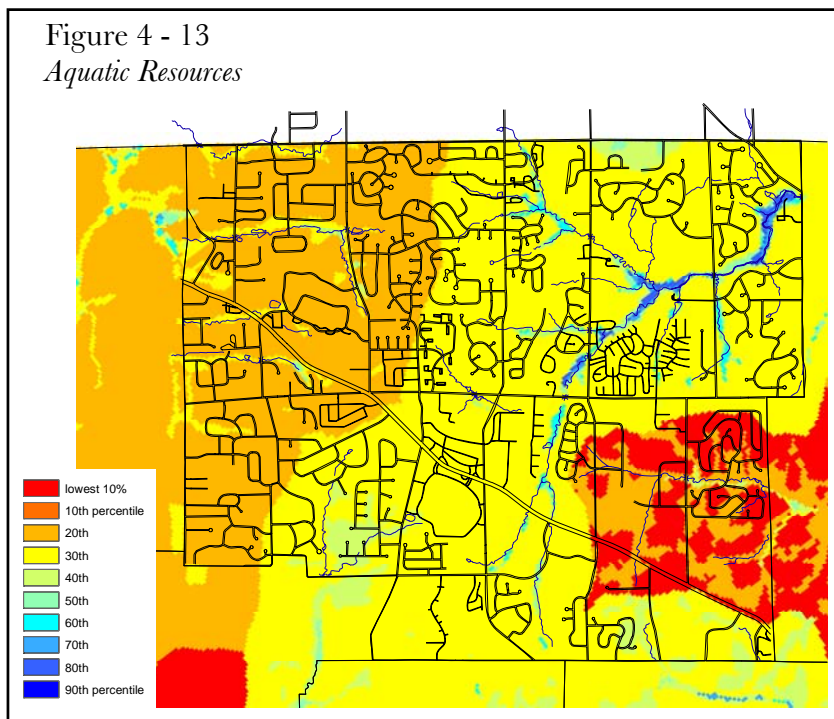 Figure 4 - 13
Aquatic Resources
lowest 10%
10th percentile
20th
30th
40th
50th
60th
70th
80th
90th percentile